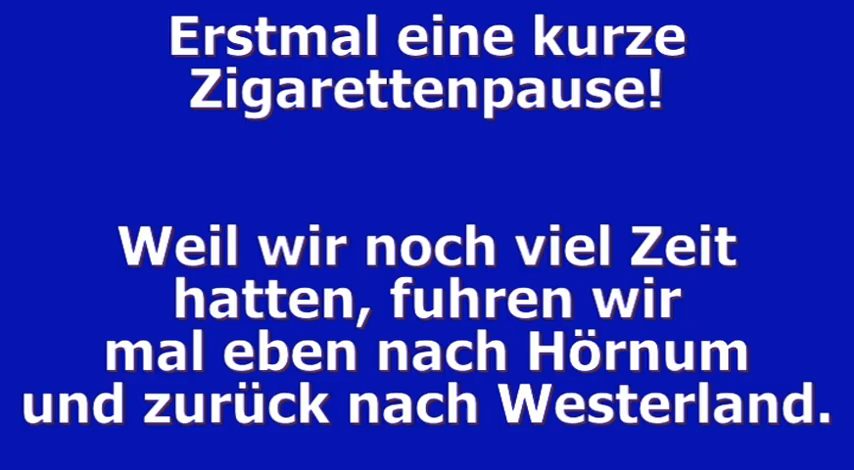 Erstmal eine kurze
Zigarettenpause!
Weil wir noch viel Zeit
hatten, fuhren wir
mal eben nach Hörnum
und zurück nach Westerland.